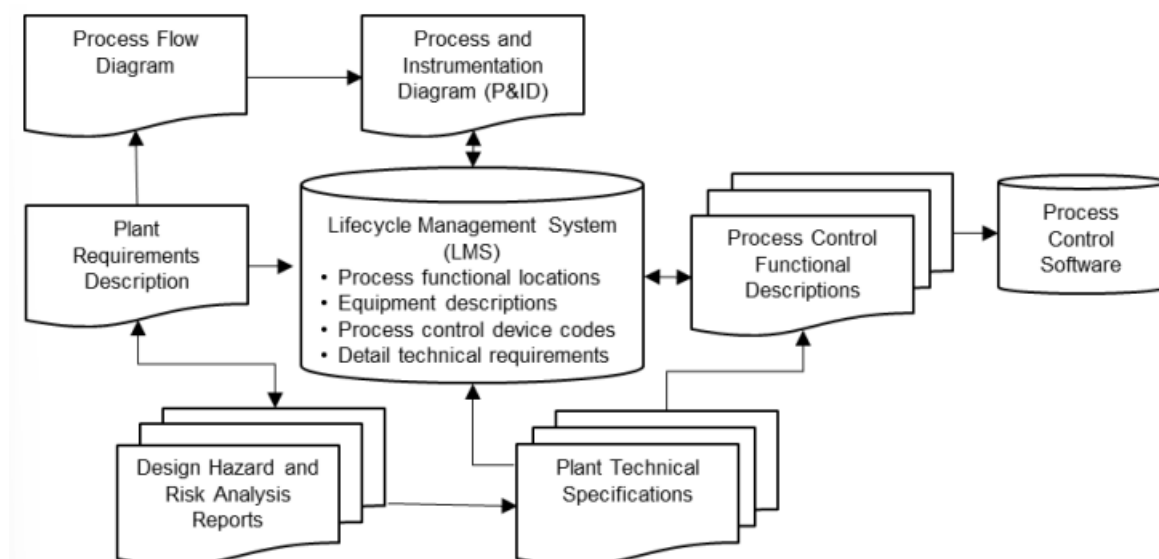 Process Flow
Diagram
Process and
Instrumentation
Diagram (P&ID)
Plant
Requirements
Description
Lifecycle Management System
(LMS)
• Process functional locations
• Equipment descriptions
• Process control device codes
• Detail technical requirements
Process Control
Functional
Descriptions
Process
Control
Software
Design Hazard and
Risk Analysis
Reports
Plant Technical
Specifications